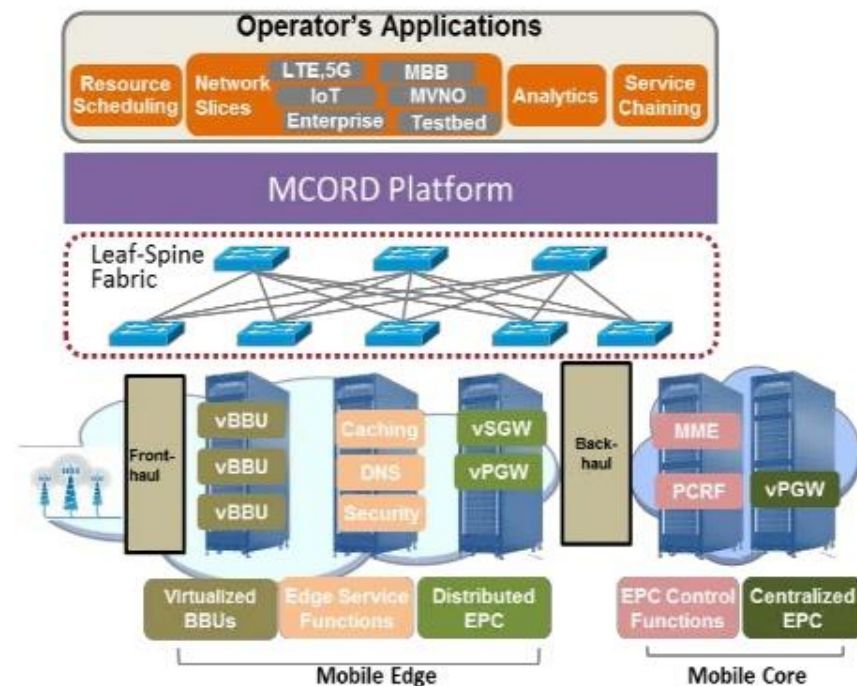 Operator's Applications
Resource
Scheduling
Network
Slices
LTE,5G
MBB
IoT
MVNO
Enterprise
Testbed
Analytics
Service
Chaining
MCORD Platform
Leaf-Spine
Fabric
Front-
haul
vBBU
vBBU
vBBU
Caching
DNS
Security
vSGW
vPGW
Back-
haul
MME
PCRF
vPGW
Virtualized
BBUs
Edge Service
Functions
Distributed
EPC
EPC Control
Functions
Centralized
EPC
Mobile Edge
Mobile Core